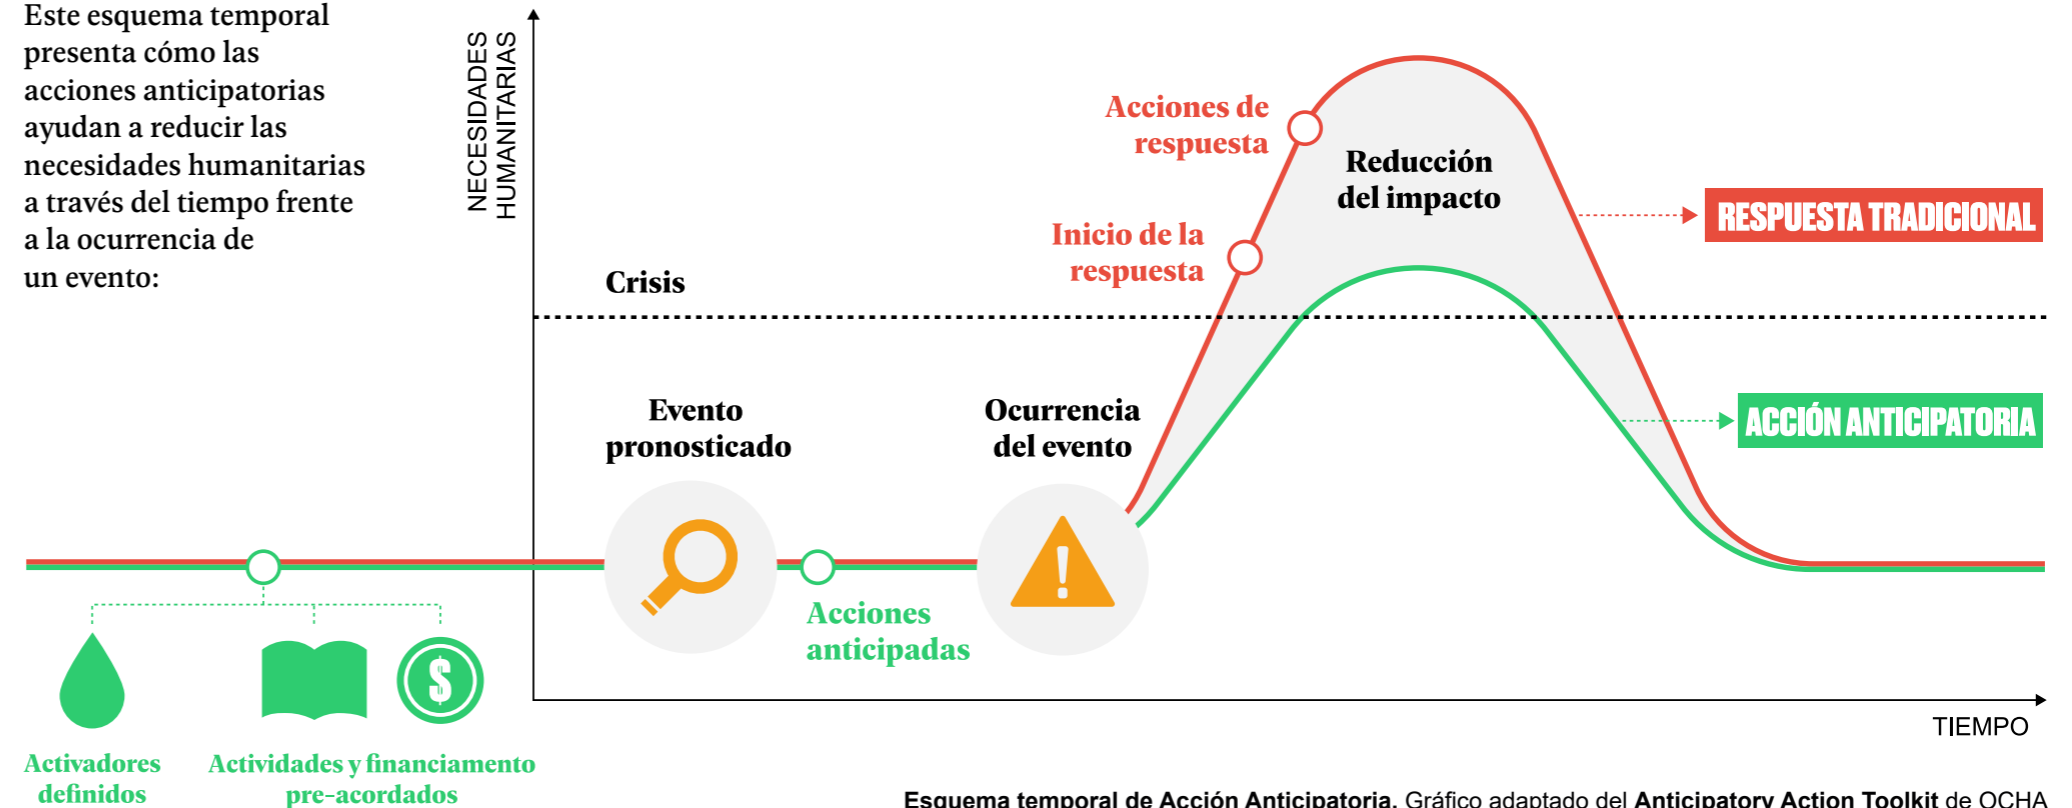 Este esquema temporal
presenta cómo las
acciones anticipatorias
ayudan a reducir las
necesidades humanitarias
a través del tiempo frente
a la ocurrencia de
un evento:
NECESIDADES
HUMANITARIAS
Acciones de
respuesta
Reducción
del impacto
RESPUESTA TRADICIONAL
Inicio de la
respuesta
Crisis
Evento
pronosticado
Ocurrencia
del evento
ACCIÓN ANTICIPATORIA
Acciones
anticipadas
$
!
TIEMPO
Activadores
definidos
Actividades y financiamento
pre-acordados
Esquema temporal de Acción Anticipatoria. Gráfico adaptado del Anticipatory Action Toolkit de OCHA